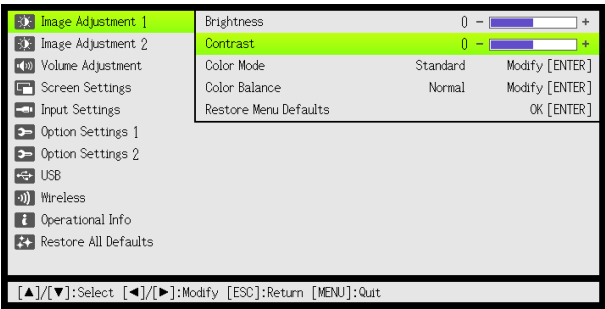 Image Adjustment 1
Image Adjustment 2
Volume Adjustment
Screen Settings
Input Settings
Option Settings 1
Option Settings 2
USB
Wireless
Operational Info
Restore All Defaults
Brightness 0 - +
Contrast 0 - +
Color Mode Standard Modify [ENTER]
Color Balance Normal Modify [ENTER]
Restore Menu Defaults OK [ENTER]
[▲]/[▼]:Select [◀]/[▶]:Modify [ESC]:Return [MENU]:Quit